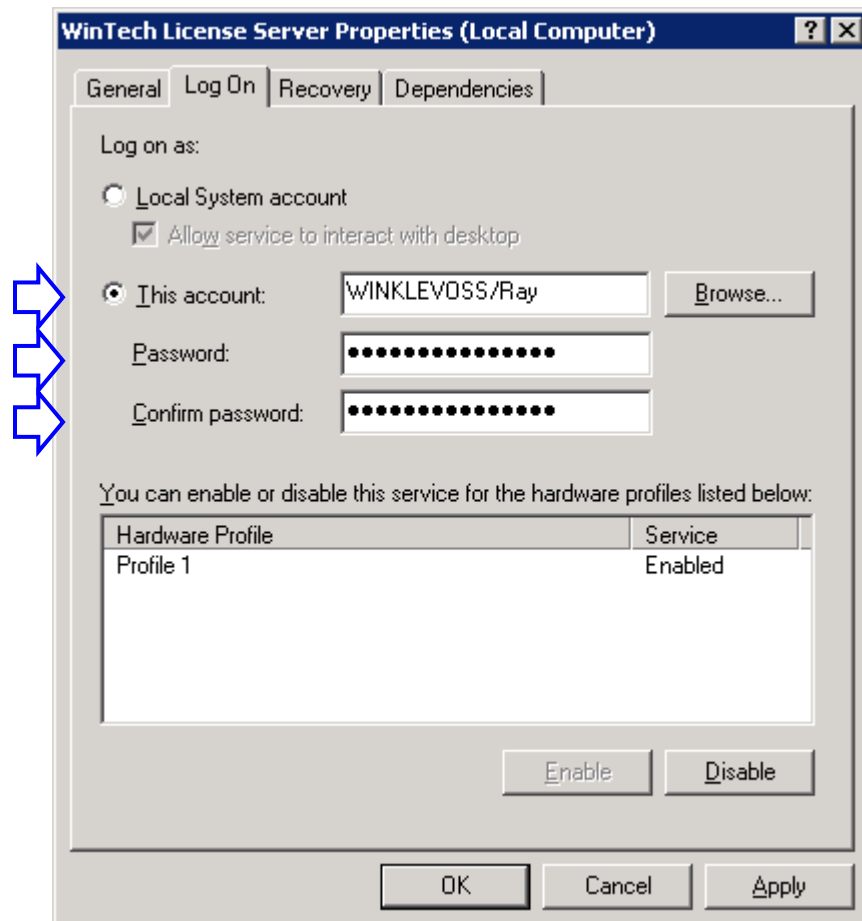 WinTech License Server Properties (Local Computer) ? X
General Log On Recovery Dependencies
Log on as:
Local System account
Allow service to interact with desktop
This account: WINKLEVOSS/Ray Browse...
Password: •••••••••••••••
Confirm password: •••••••••••••••
You can enable or disable this service for the hardware profiles listed below:
Hardware Profile Service
Profile 1 Enabled
Enable Disable
OK Cancel Apply